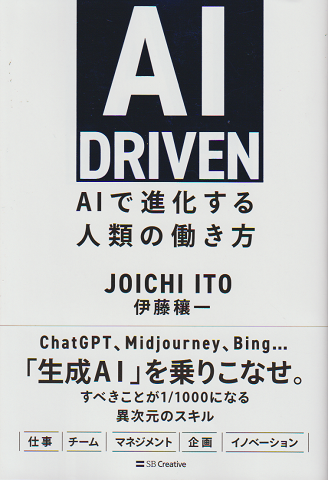 AI
DRIVEN
AIで進化する
人類の働き方
JOICHI ITO
伊藤穰一
ChatGPT、Midjourney、Bing...
「生成AI」を乗りこなせ。
すべきことが1/1000になる
異次元のスキル
仕事 チーム マネジメント 企画 イノベーション
SB Creative